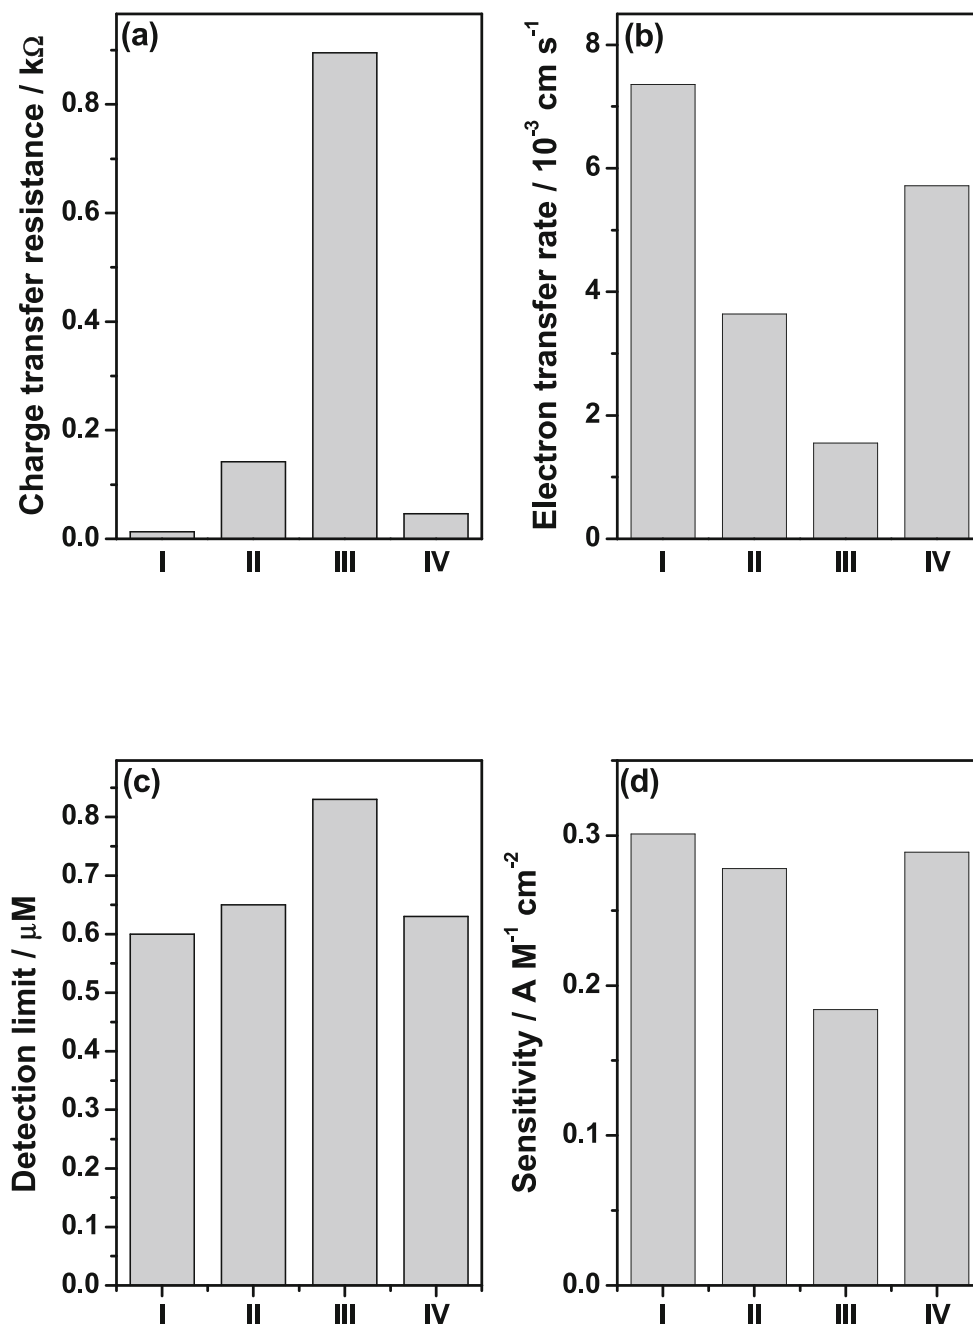 (a)
Charge transfer resistance / kΩ
0.8
0.6
0.4
0.2
0.0
I II III IV
(b)
Electron transfer rate / 10⁻³ cm s⁻¹
8
6
4
2
0
I II III IV
(c)
Detection limit / μM
0.8
0.7
0.6
0.5
0.4
0.3
0.2
0.1
0.0
I II III IV
(d)
Sensitivity / A M⁻¹ cm⁻²
0.3
0.2
0.1
0.0
I II III IV